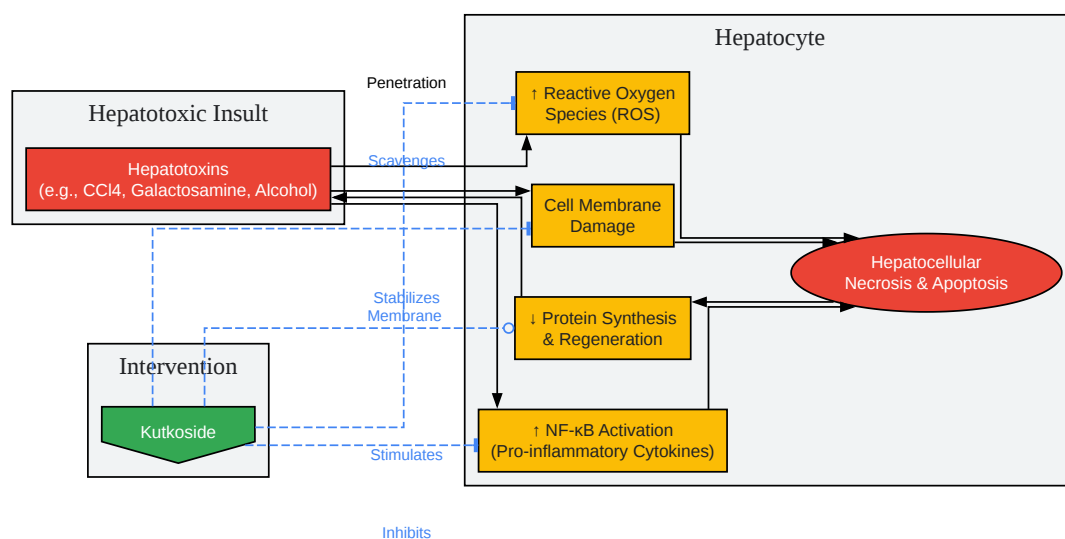 Hepatocyte
Penetration
↑ Reactive Oxygen
Species (ROS)
Hepatotoxic Insult
Hepatotoxins
(e.g., CCl4, Galactosamine, Alcohol)
Scavenges
Cell Membrane
Damage
Hepatocellular
Necrosis & Apoptosis
Stabilizes
Membrane
↓ Protein Synthesis
& Regeneration
Intervention
Kutkoside
Stimulates
↑ NF-κB Activation
(Pro-inflammatory Cytokines)
Inhibits